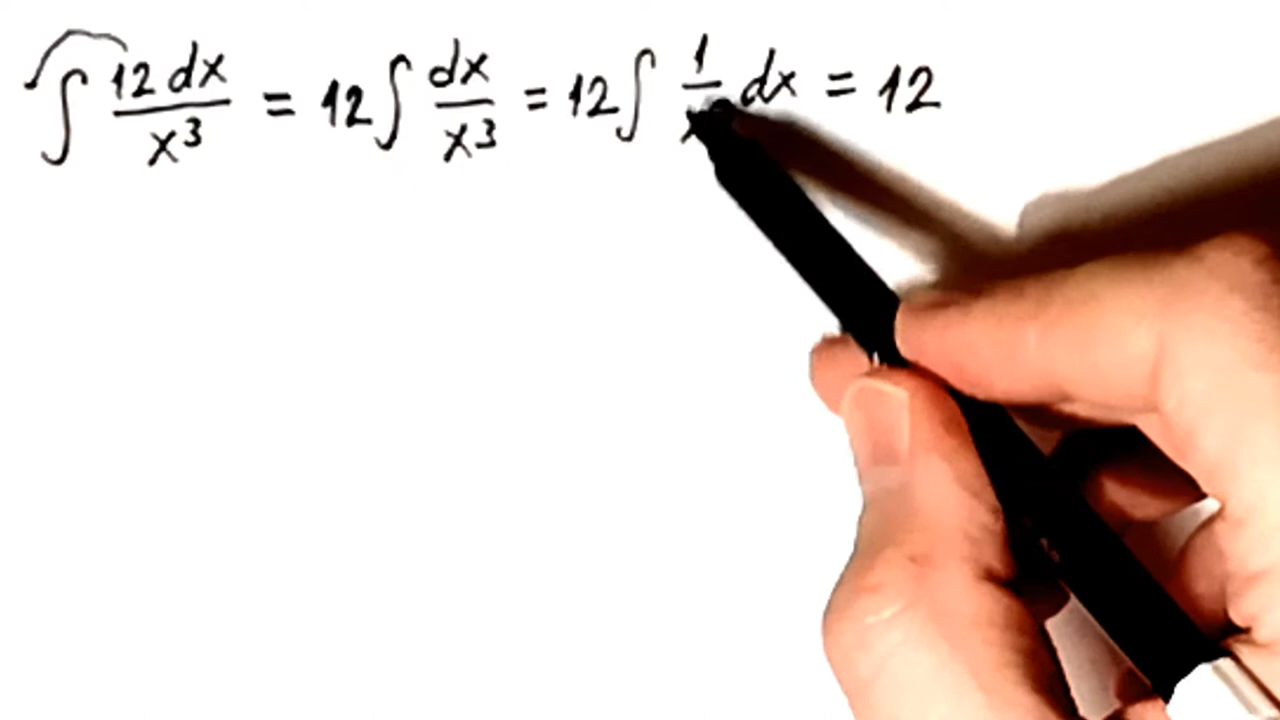 ∫ 12 dx / x³ = 12 ∫ dx / x³ = 12 ∫ 1 / x dx = 12